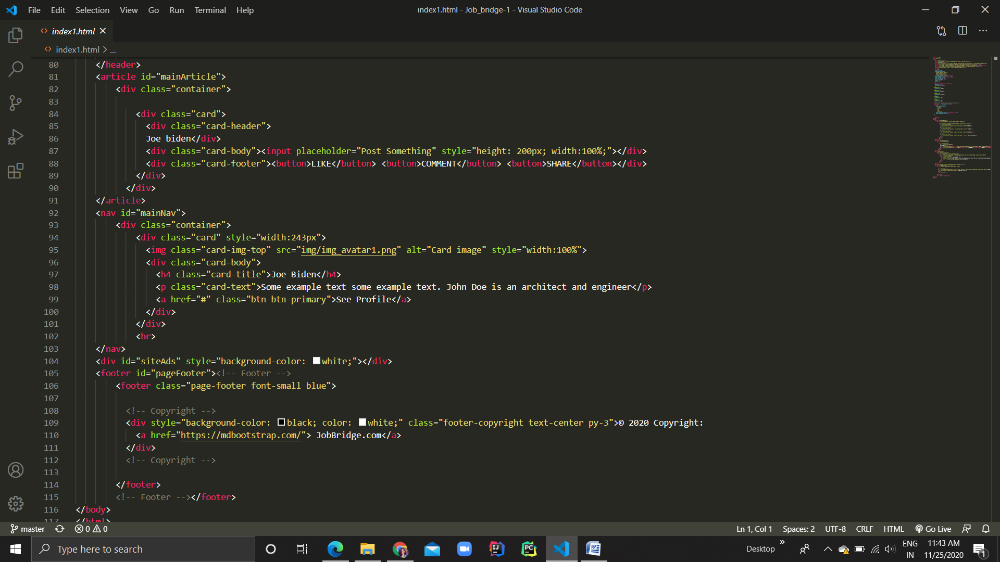 File Edit Selection View Go Run Terminal Help
index1.html - Job_bridge-1 - Visual Studio Code
index1.html
index1.html > ...
80 </header>
81 <article id="mainArticle">
82 <div class="container">
83
84 <div class="card">
85 <div class="card-header">
86 Joe biden</div>
87 <div class="card-body"><input placeholder="Post Something" style="height: 200px; width:100%;"></div>
88 <div class="card-footer"><button>LIKE</button> <button>COMMENT</button> <button>SHARE</button></div>
89 </div>
90 </div>
91 </article>
92 <nav id="mainNav">
93 <div class="container">
94 <div class="card" style="width:243px">
95 <img class="card-img-top" src="img/img_avatar1.png" alt="Card image" style="width:100%">
96 <div class="card-body">
97 <h4 class="card-title">Joe Biden</h4>
98 <p class="card-text">Some example text some example text. John Doe is an architect and engineer</p>
99 <a href="#" class="btn btn-primary">See Profile</a>
100 </div>
101 </div>
102 <br>
103 </nav>
104 <div id="siteAds" style="background-color: white;"></div>
105 <footer id="pageFooter"><!-- Footer -->
106 <footer class="page-footer font-small blue">
107
108 <!-- Copyright -->
109 <div style="background-color: black; color: white;" class="footer-copyright text-center py-3">© 2020 Copyright:
110 <a href="https://mdbootstrap.com/"> JobBridge.com</a>
111 </div>
112 <!-- Copyright -->
113
114 </footer>
115 <!-- Footer --></footer>
116 </body>
117 </html>
master 0 0 Ln 1, Col 1 Spaces: 2 UTF-8 CRLF HTML Go Live
Type here to search
Desktop
ENG
IN
11:43 AM
11/25/2020
1